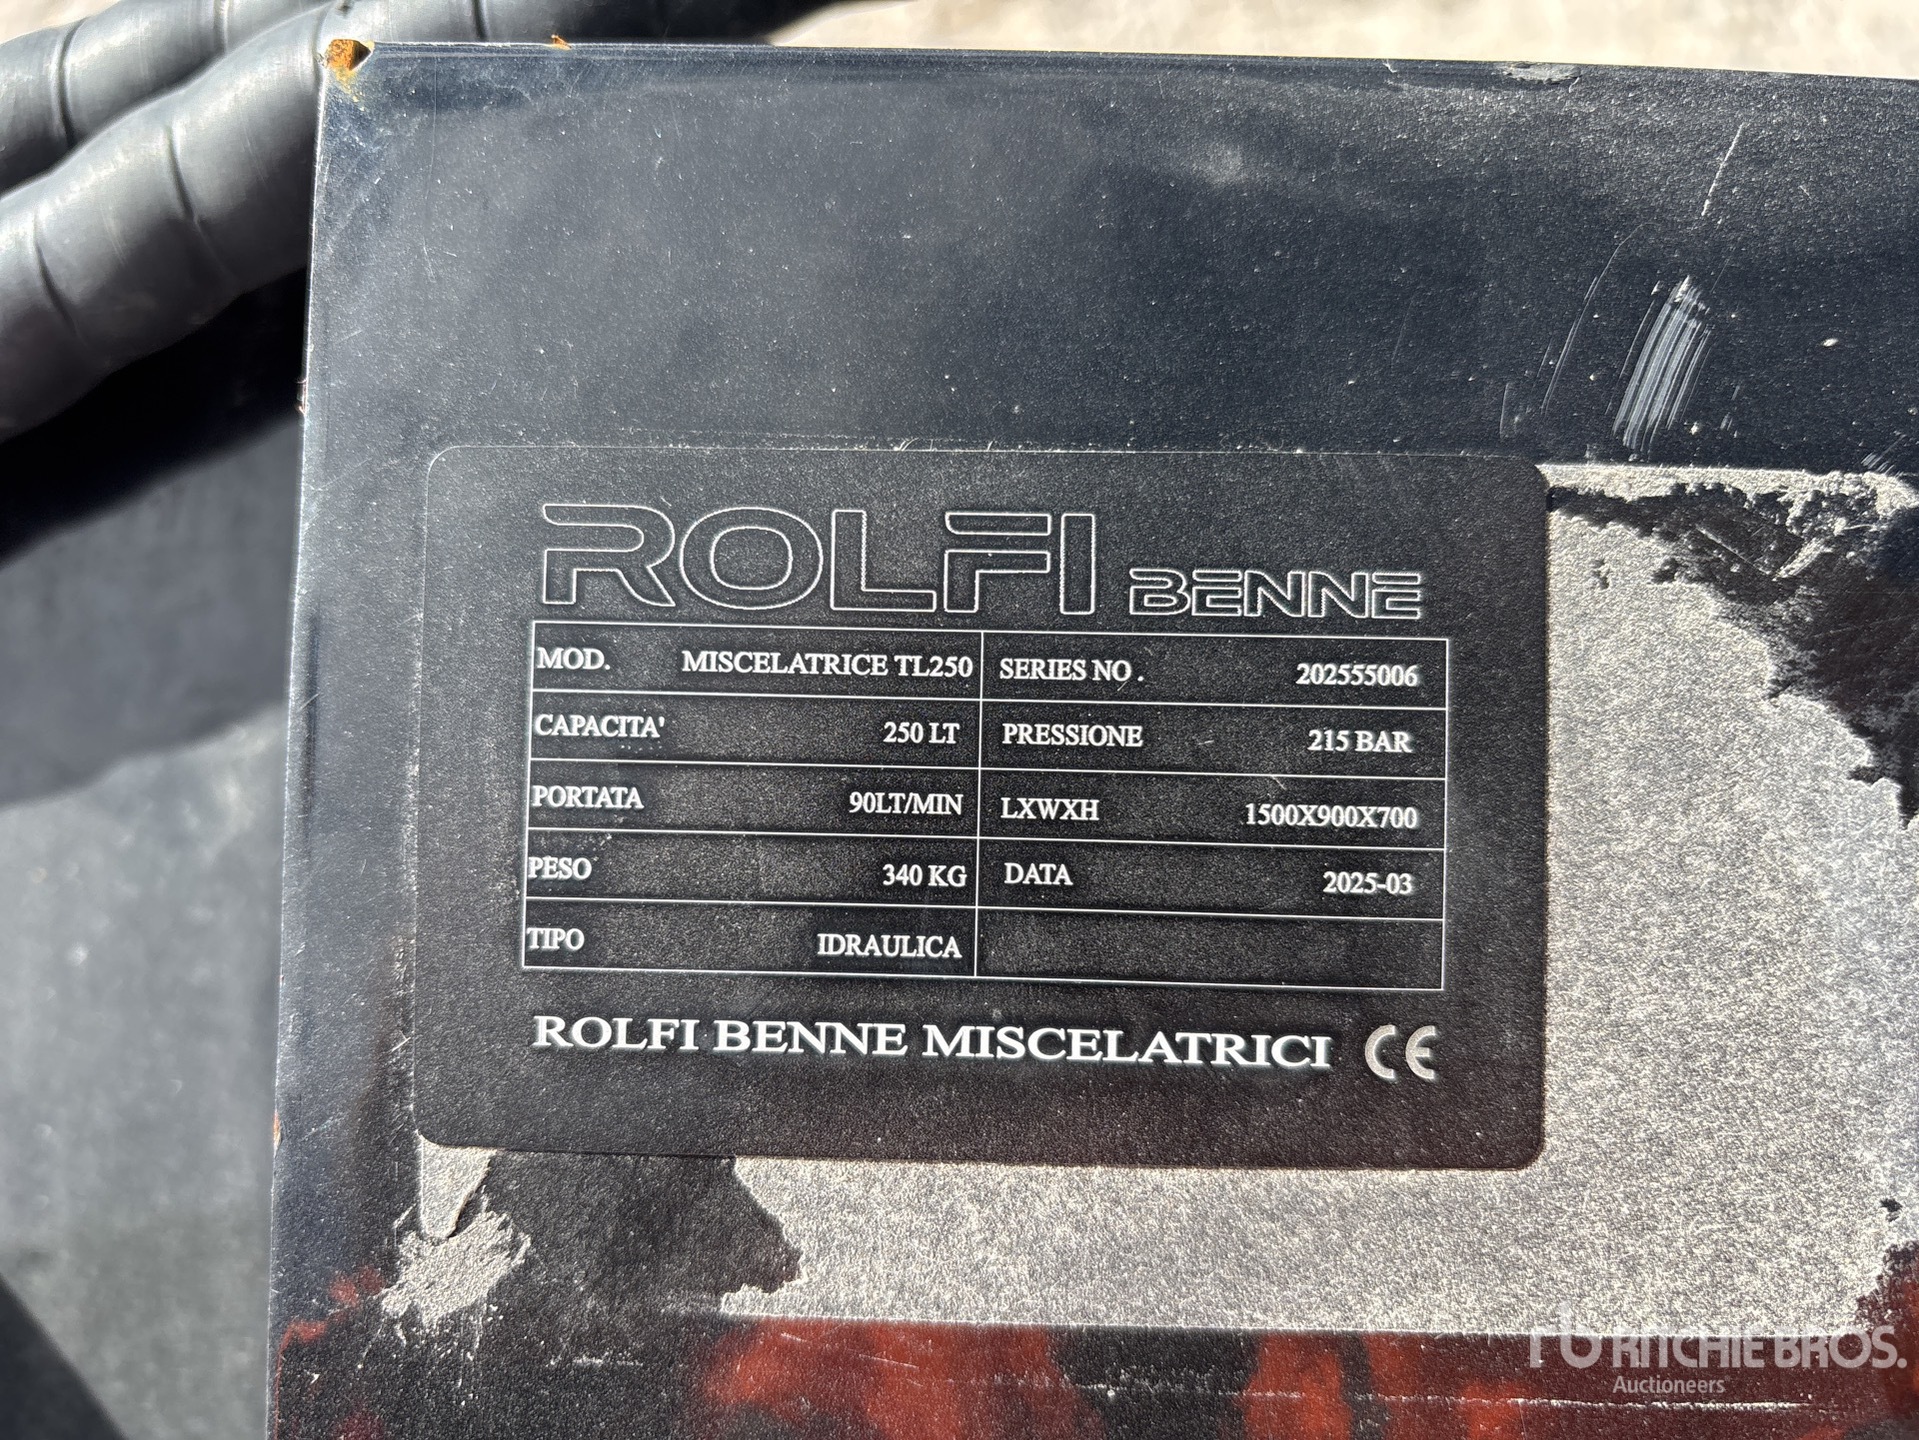 ROLFI BENNE
MOD. MISCELATRICE TL250 SERIES NO . 202555006
CAPACITA' 250 LT PRESSIONE 215 BAR
PORTATA 90LT/MIN LXWXH 1500X900X700
PESO 340 KG DATA 2025-03
TIPO IDRAULICA
ROLFI BENNE MISCELATRICI CE
rb RITCHIE BROS.
Auctioneers